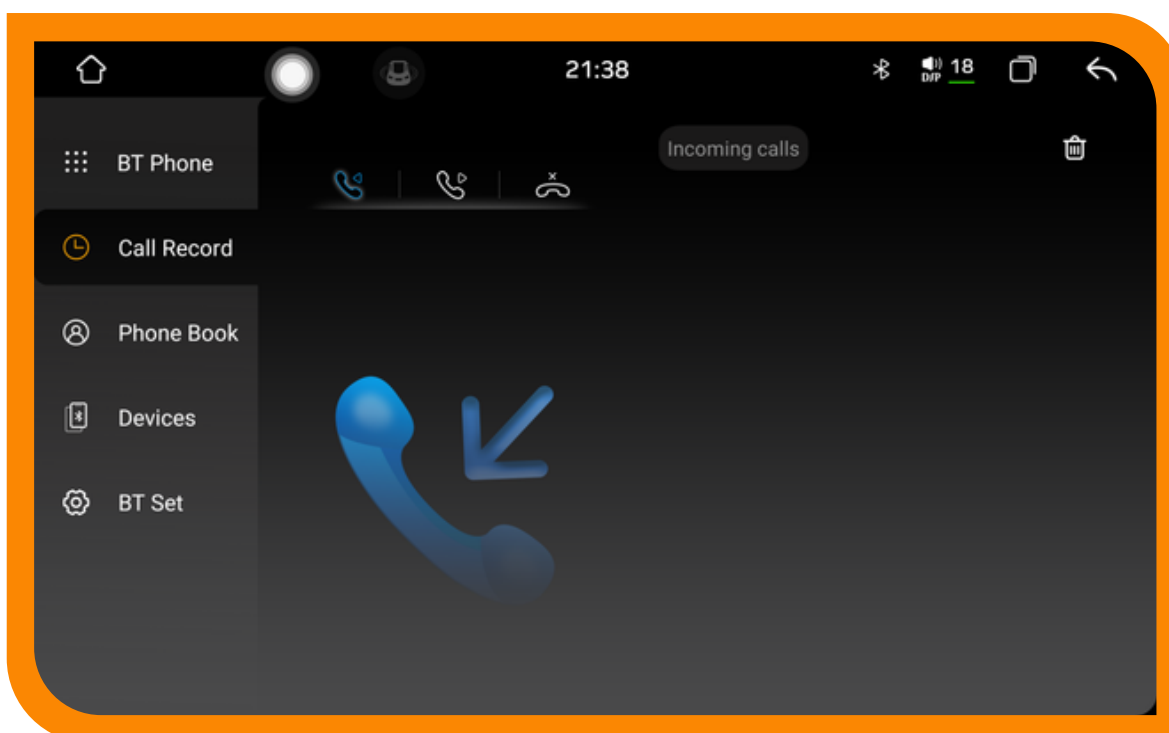 21:38
D/P 18
Incoming calls
BT Phone
Call Record
Phone Book
Devices
BT Set